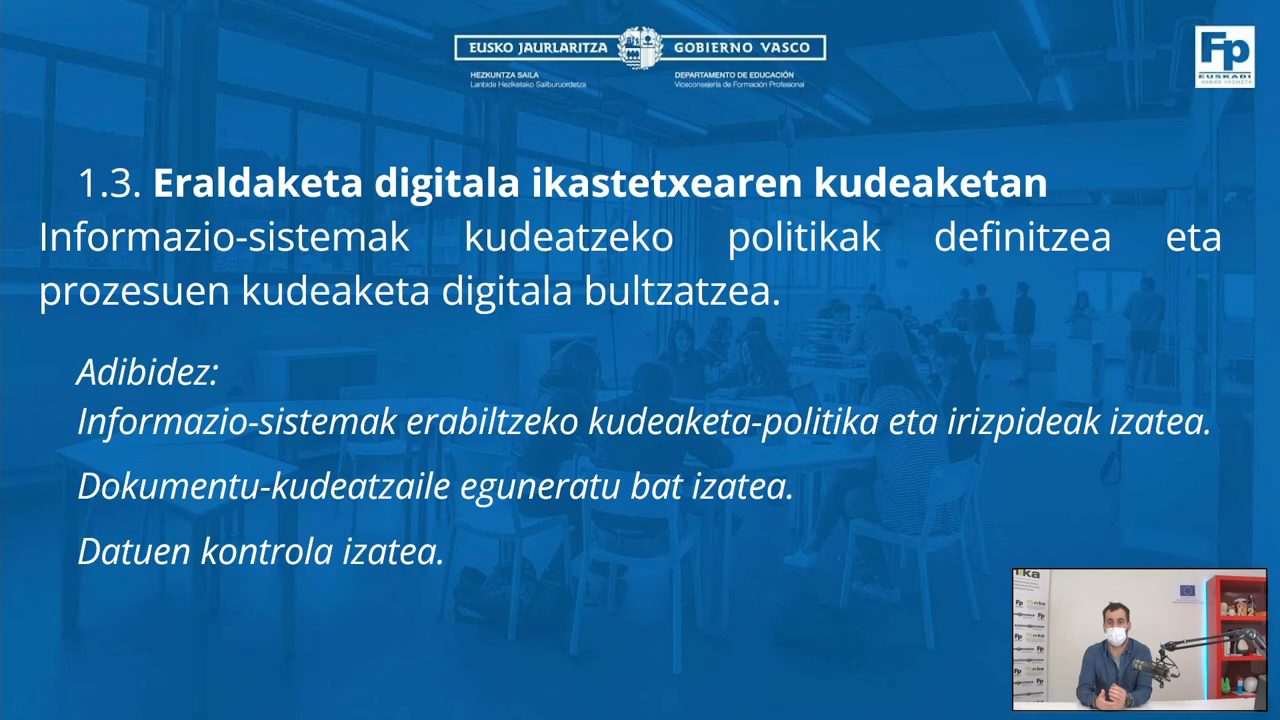 EUSKO JAURLARITZA GOBIERNO VASCO
HEZKUNTZA SAILA
Lanbide Heziketako Sailburuordetza
DEPARTAMENTO DE EDUCACIÓN
Viceconsejería de Formación Profesional
Fp
EUSKADI
1.3. Eraldaketa digitala ikastetxearen kudeaketan
Informazio-sistemak kudeatzeko politikak definitzea eta
prozesuen kudeaketa digitala bultzatzea.
Adibidez:
Informazio-sistemak erabiltzeko kudeaketa-politika eta irizpideak izatea.
Dokumentu-kudeatzaile eguneratu bat izatea.
Datuen kontrola izatea.